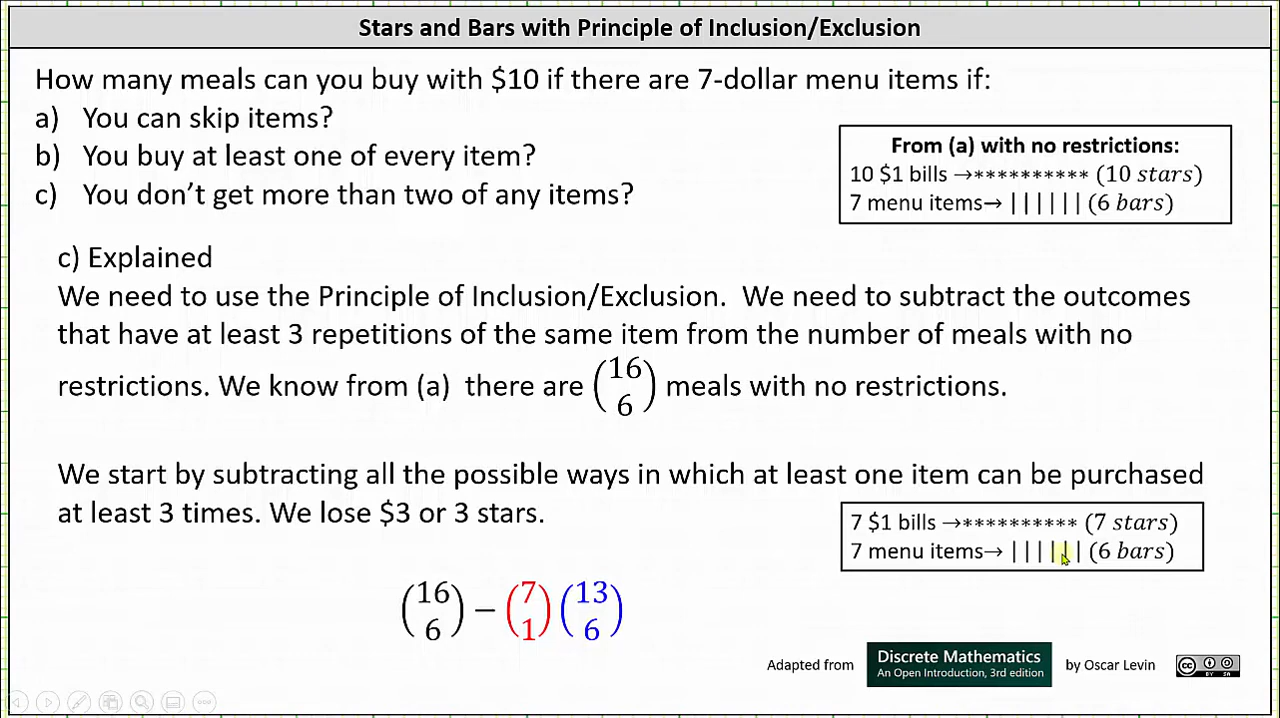 Stars and Bars with Principle of Inclusion/Exclusion
How many meals can you buy with $10 if there are 7-dollar menu items if:
a) You can skip items?
b) You buy at least one of every item?
c) You don’t get more than two of any items?
From (a) with no restrictions:
10 $1 bills →********** (10 stars)
7 menu items→ | | | | | | (6 bars)
c) Explained
We need to use the Principle of Inclusion/Exclusion. We need to subtract the outcomes
that have at least 3 repetitions of the same item from the number of meals with no
restrictions. We know from (a) there are (16 6) meals with no restrictions.
We start by subtracting all the possible ways in which at least one item can be purchased
at least 3 times. We lose $3 or 3 stars.
7 $1 bills →********** (7 stars)
7 menu items→ | | | | | | (6 bars)
(16 6) − (7 1) (13 6)
Adapted from Discrete Mathematics by Oscar Levin
An Open Introduction, 3rd edition
CC BY SA